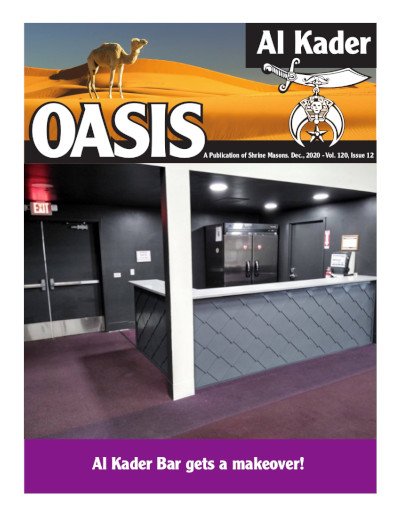 Al Kader
OASIS
A Publication of Shrine Masons. Dec., 2020 - Vol. 120, Issue 12
EXIT
Al Kader Bar gets a makeover!